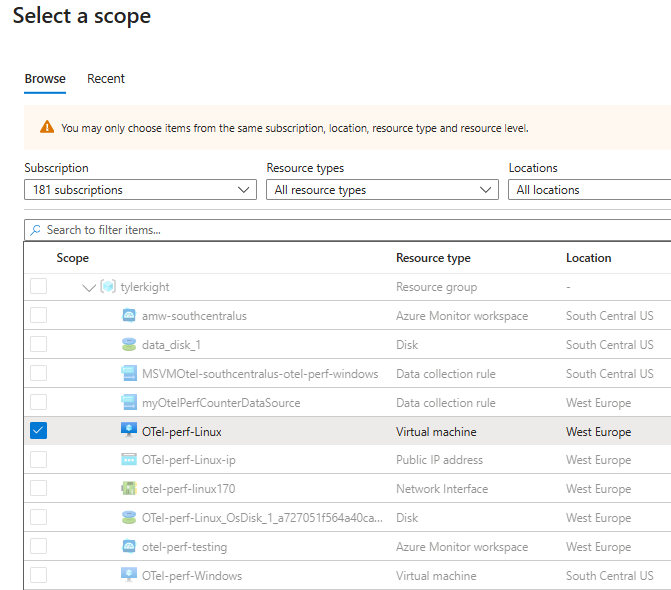 Select a scope
Browse Recent
You may only choose items from the same subscription, location, resource type and resource level.
Subscription Resource types Locations
181 subscriptions All resource types All locations
Search to filter items...
Scope Resource type Location
tylerkight Resource group -
amw-southcentralus Azure Monitor workspace South Central US
data_disk_1 Disk South Central US
MSVMOtel-southcentralus-otel-perf-windows Data collection rule South Central US
myOtelPerfCounterDataSource Data collection rule West Europe
OTel-perf-Linux Virtual machine West Europe
OTel-perf-Linux-ip Public IP address West Europe
otel-perf-linux170 Network Interface West Europe
OTel-perf-Linux_OsDisk_1_a727051f564a40ca... Disk West Europe
otel-perf-testing Azure Monitor workspace West Europe
OTel-perf-Windows Virtual machine South Central US